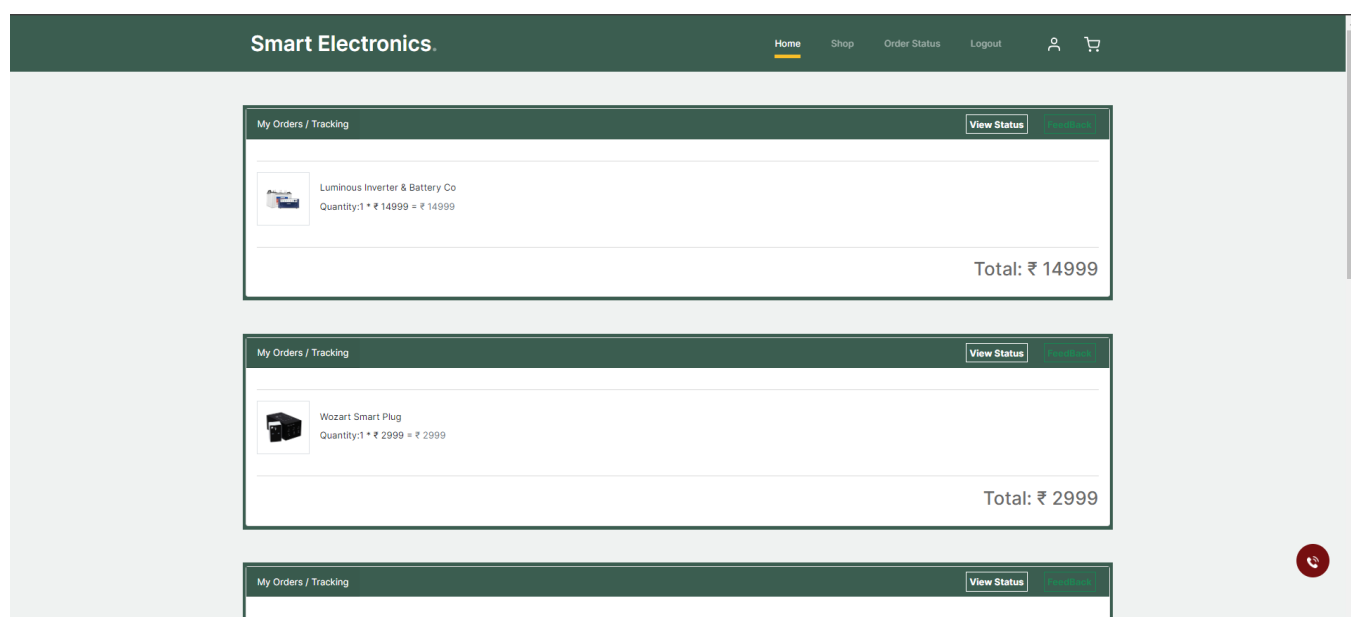 Smart Electronics.
Home Shop Order Status Logout
My Orders / Tracking View Status FeedBack
Luminous Inverter & Battery Co
Quantity:1 * ₹ 14999 = ₹ 14999
Total: ₹ 14999
My Orders / Tracking View Status FeedBack
Wozart Smart Plug
Quantity:1 * ₹ 2999 = ₹ 2999
Total: ₹ 2999
My Orders / Tracking View Status FeedBack